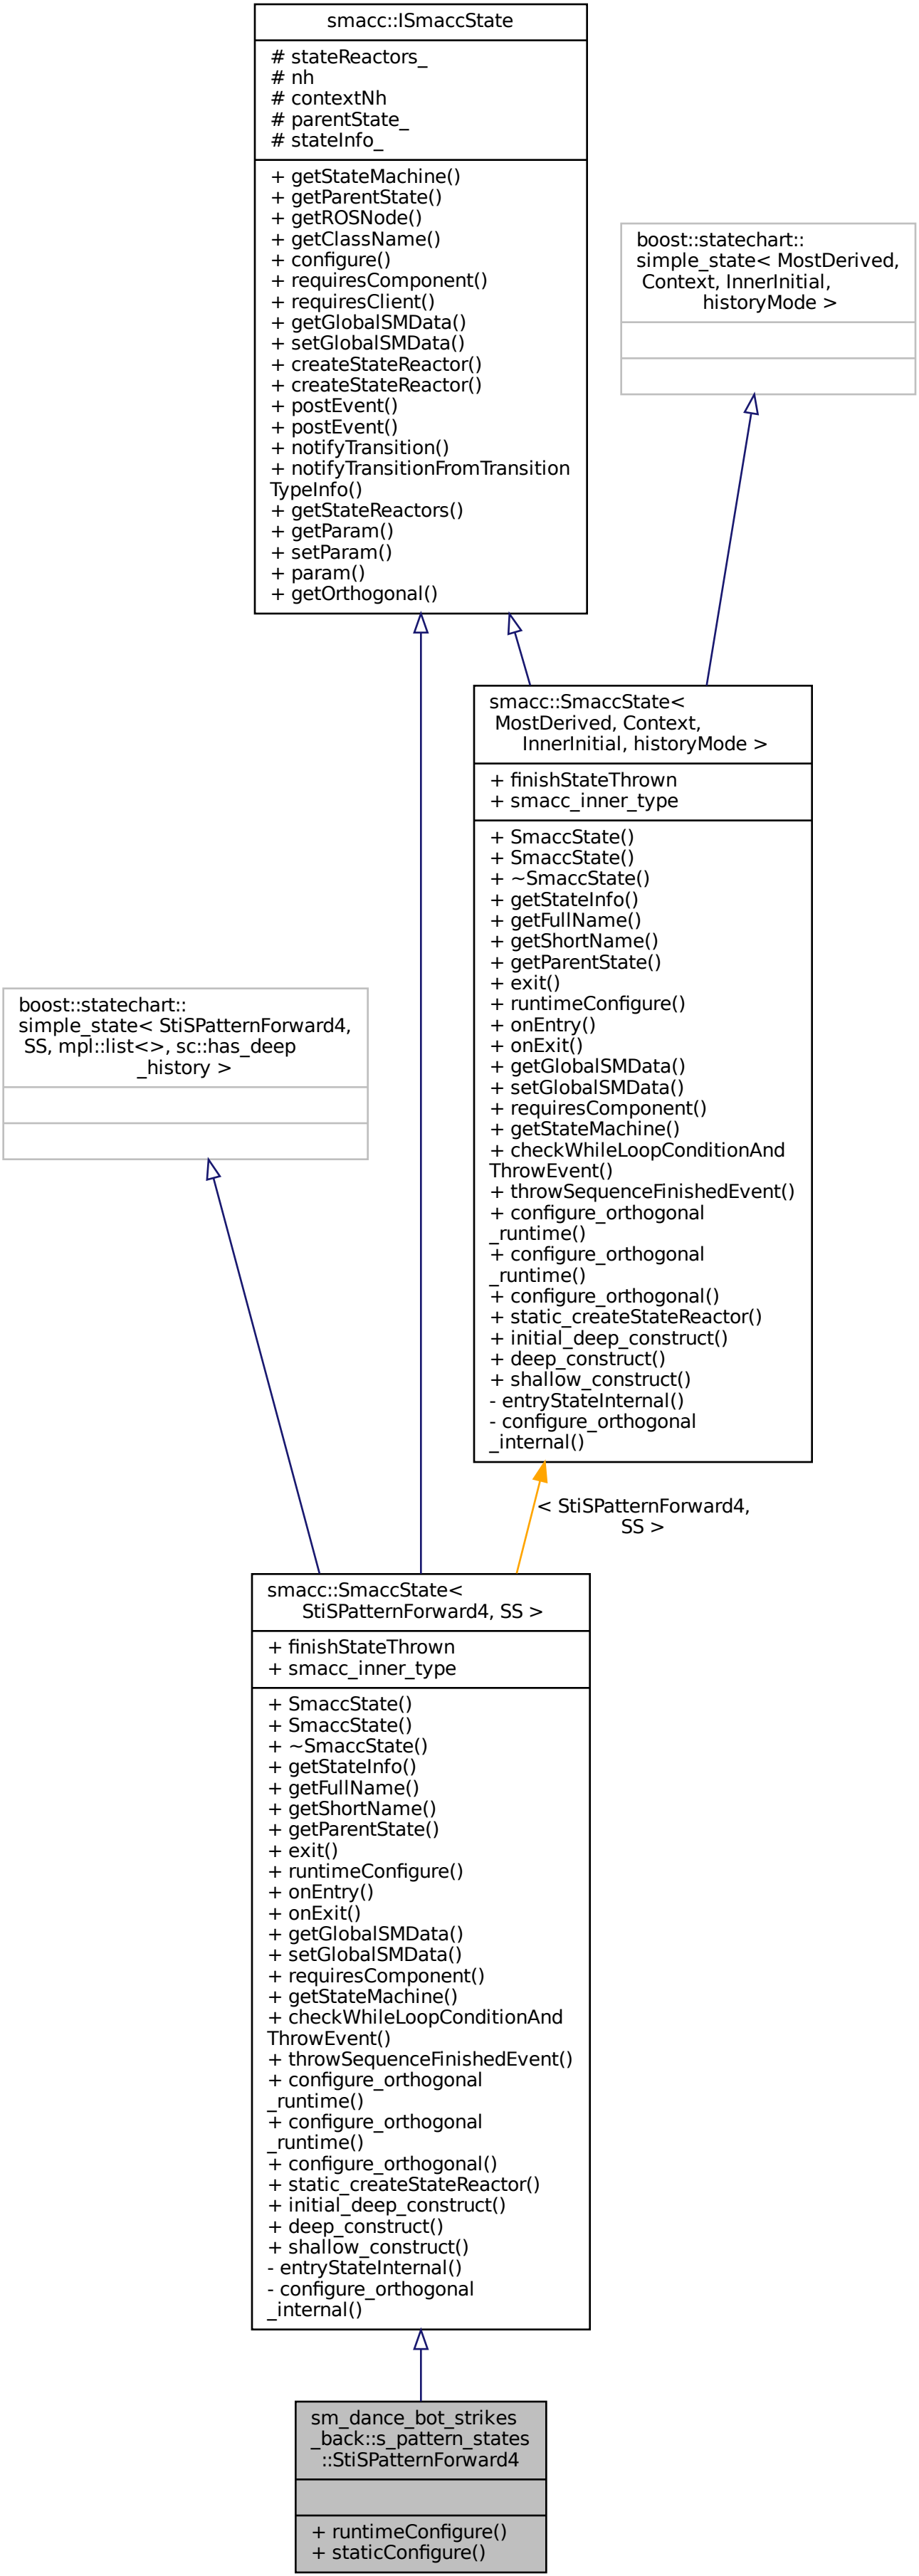 smacc::ISmaccState
# stateReactors_
# nh
# contextNh
# parentState_
# stateInfo_
+ getStateMachine()
+ getParentState()
+ getROSNode()
+ getClassName()
+ configure()
+ requiresComponent()
+ requiresClient()
+ getGlobalSMData()
+ setGlobalSMData()
+ createStateReactor()
+ createStateReactor()
+ postEvent()
+ postEvent()
+ notifyTransition()
+ notifyTransitionFromTransition
TypeInfo()
+ getStateReactors()
+ getParam()
+ setParam()
+ param()
+ getOrthogonal()
boost::statechart::
simple_state< MostDerived,
Context, InnerInitial,
historyMode >
smacc::SmaccState<
MostDerived, Context,
InnerInitial, historyMode >
+ finishStateThrown
+ smacc_inner_type
+ SmaccState()
+ SmaccState()
+ ~SmaccState()
+ getStateInfo()
+ getFullName()
+ getShortName()
+ getParentState()
+ exit()
+ runtimeConfigure()
+ onEntry()
+ onExit()
+ getGlobalSMData()
+ setGlobalSMData()
+ requiresComponent()
+ getStateMachine()
+ checkWhileLoopConditionAnd
ThrowEvent()
+ throwSequenceFinishedEvent()
+ configure_orthogonal
_runtime()
+ configure_orthogonal
_runtime()
+ configure_orthogonal()
+ static_createStateReactor()
+ initial_deep_construct()
+ deep_construct()
+ shallow_construct()
- entryStateInternal()
- configure_orthogonal
_internal()
boost::statechart::
simple_state< StiSPatternForward4,
SS, mpl::list<>, sc::has_deep
_history >
< StiSPatternForward4,
SS >
smacc::SmaccState<
StiSPatternForward4, SS >
+ finishStateThrown
+ smacc_inner_type
+ SmaccState()
+ SmaccState()
+ ~SmaccState()
+ getStateInfo()
+ getFullName()
+ getShortName()
+ getParentState()
+ exit()
+ runtimeConfigure()
+ onEntry()
+ onExit()
+ getGlobalSMData()
+ setGlobalSMData()
+ requiresComponent()
+ getStateMachine()
+ checkWhileLoopConditionAnd
ThrowEvent()
+ throwSequenceFinishedEvent()
+ configure_orthogonal
_runtime()
+ configure_orthogonal
_runtime()
+ configure_orthogonal()
+ static_createStateReactor()
+ initial_deep_construct()
+ deep_construct()
+ shallow_construct()
- entryStateInternal()
- configure_orthogonal
_internal()
sm_dance_bot_strikes
_back::s_pattern_states
::StiSPatternForward4
+ runtimeConfigure()
+ staticConfigure()